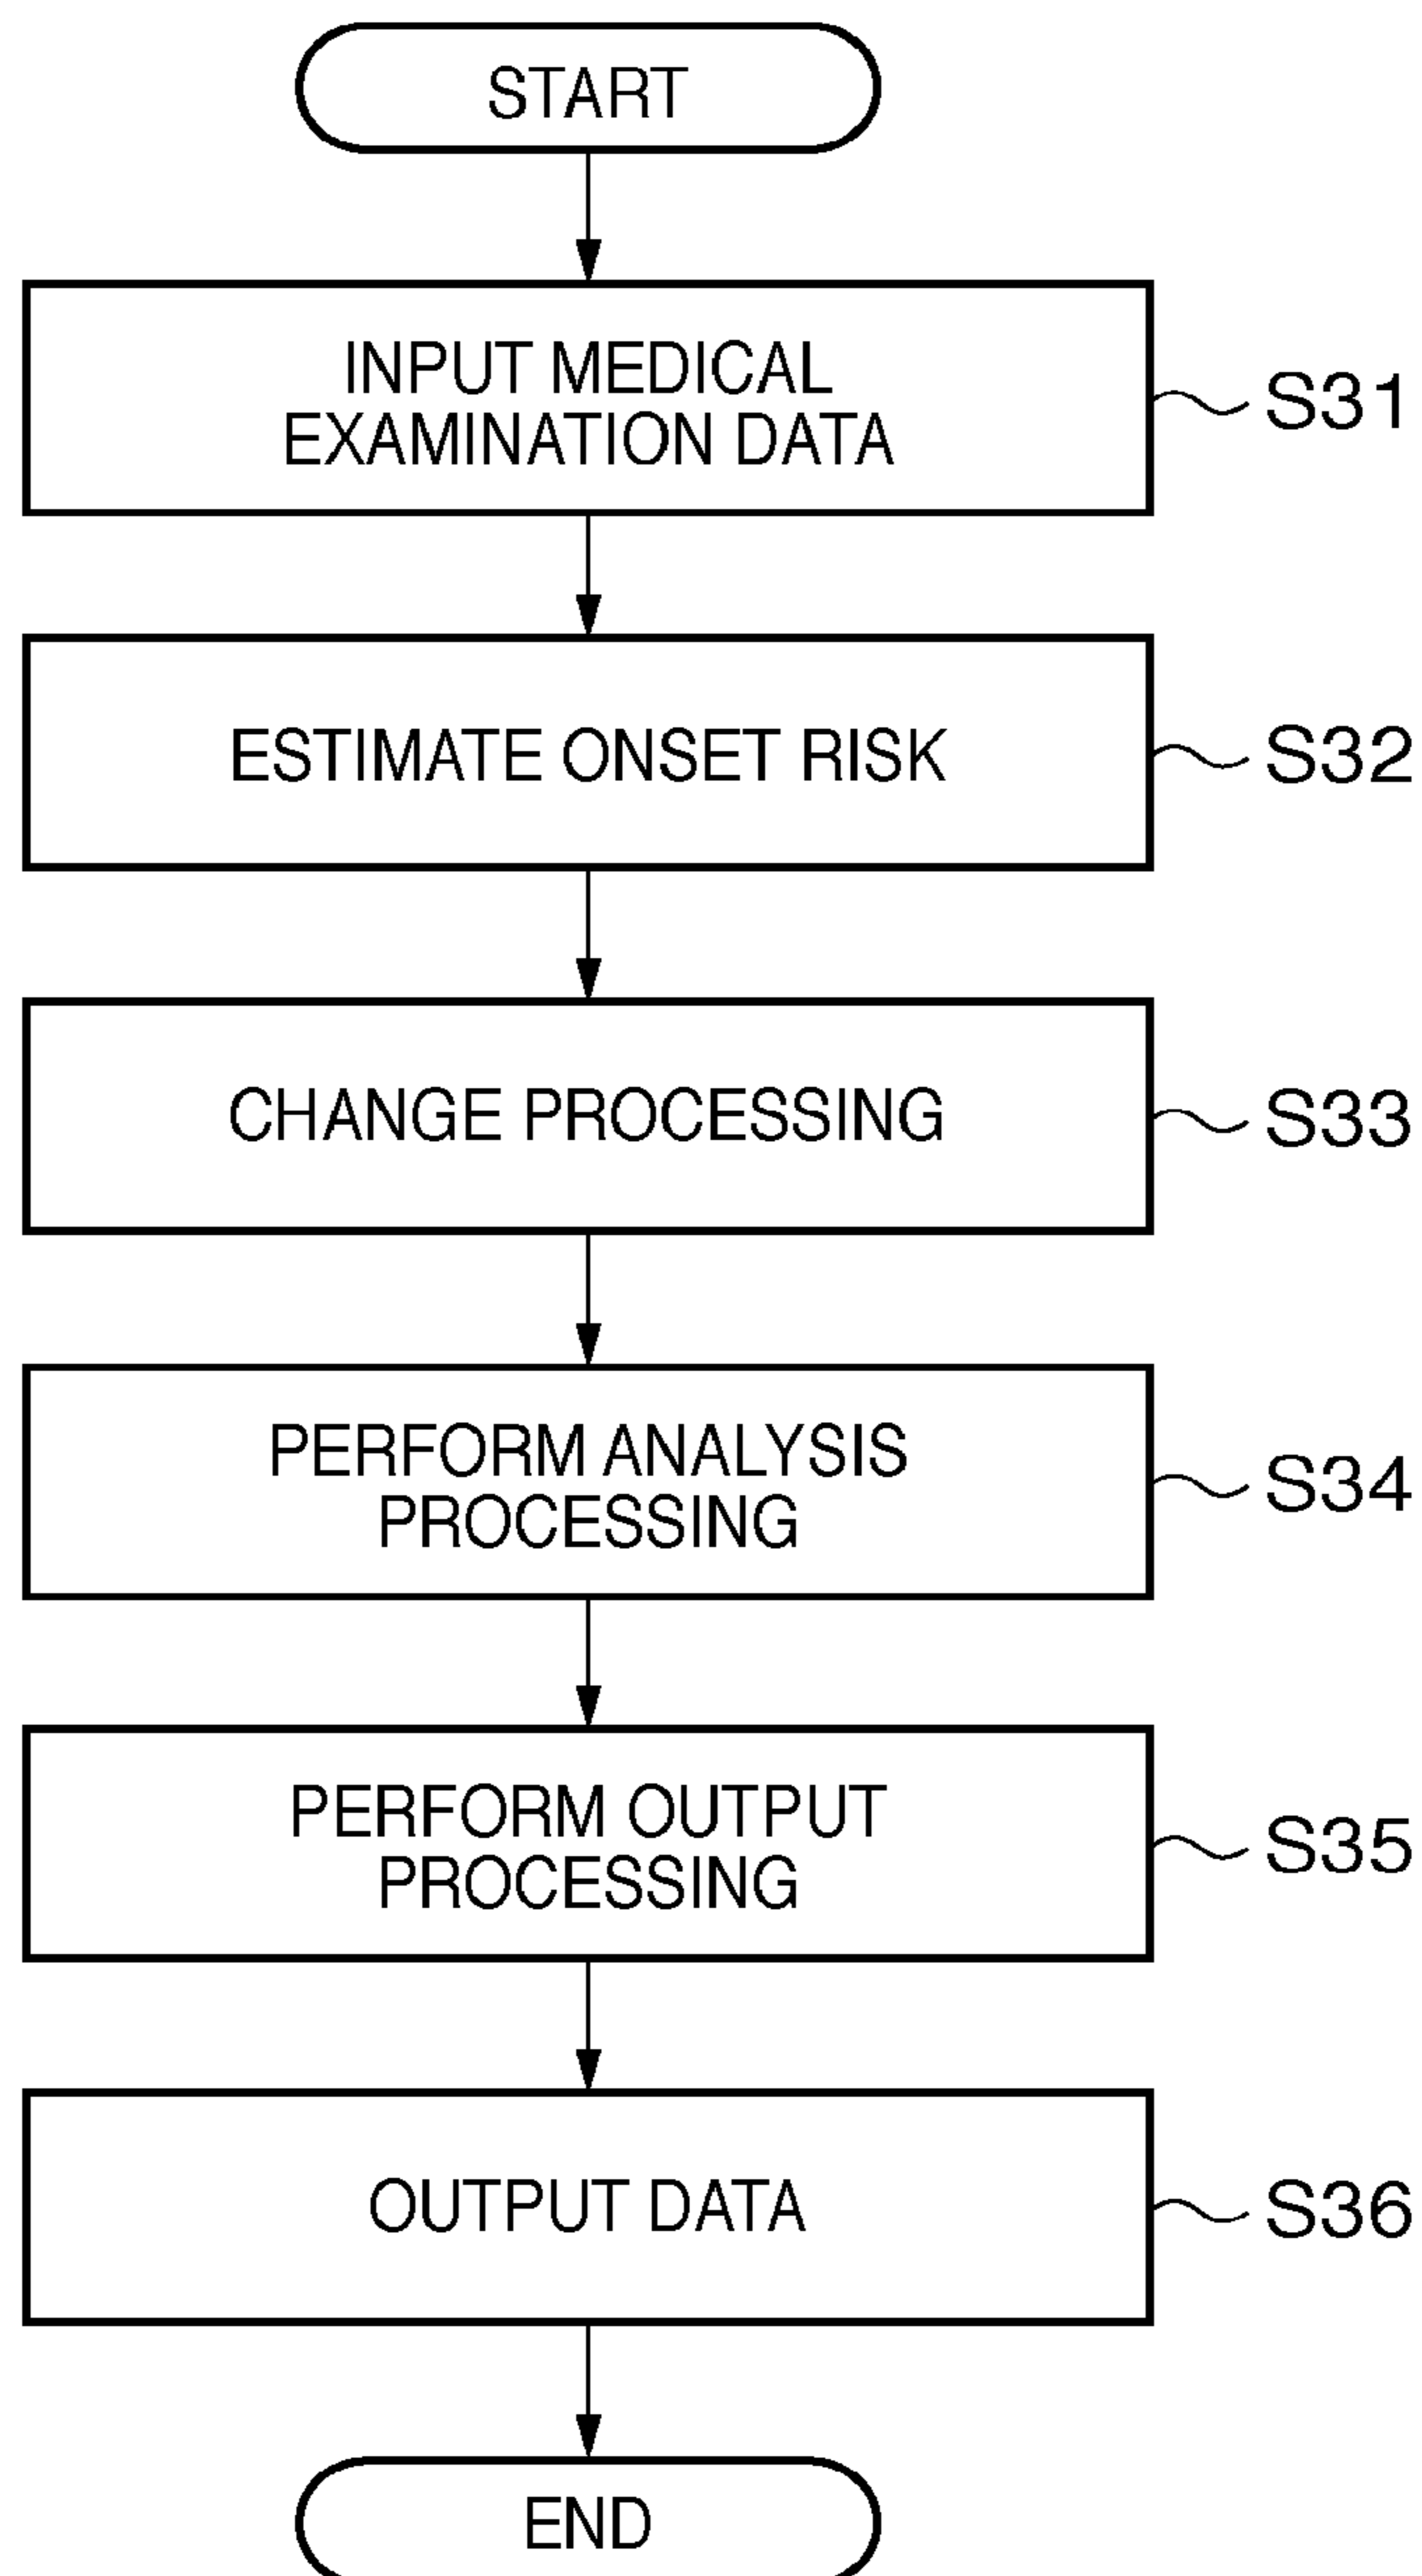 START
INPUT MEDICAL
EXAMINATION DATA
S31
ESTIMATE ONSET RISK
S32
CHANGE PROCESSING
S33
PERFORM ANALYSIS
PROCESSING
S34
PERFORM OUTPUT
PROCESSING
S35
OUTPUT DATA
S36
END